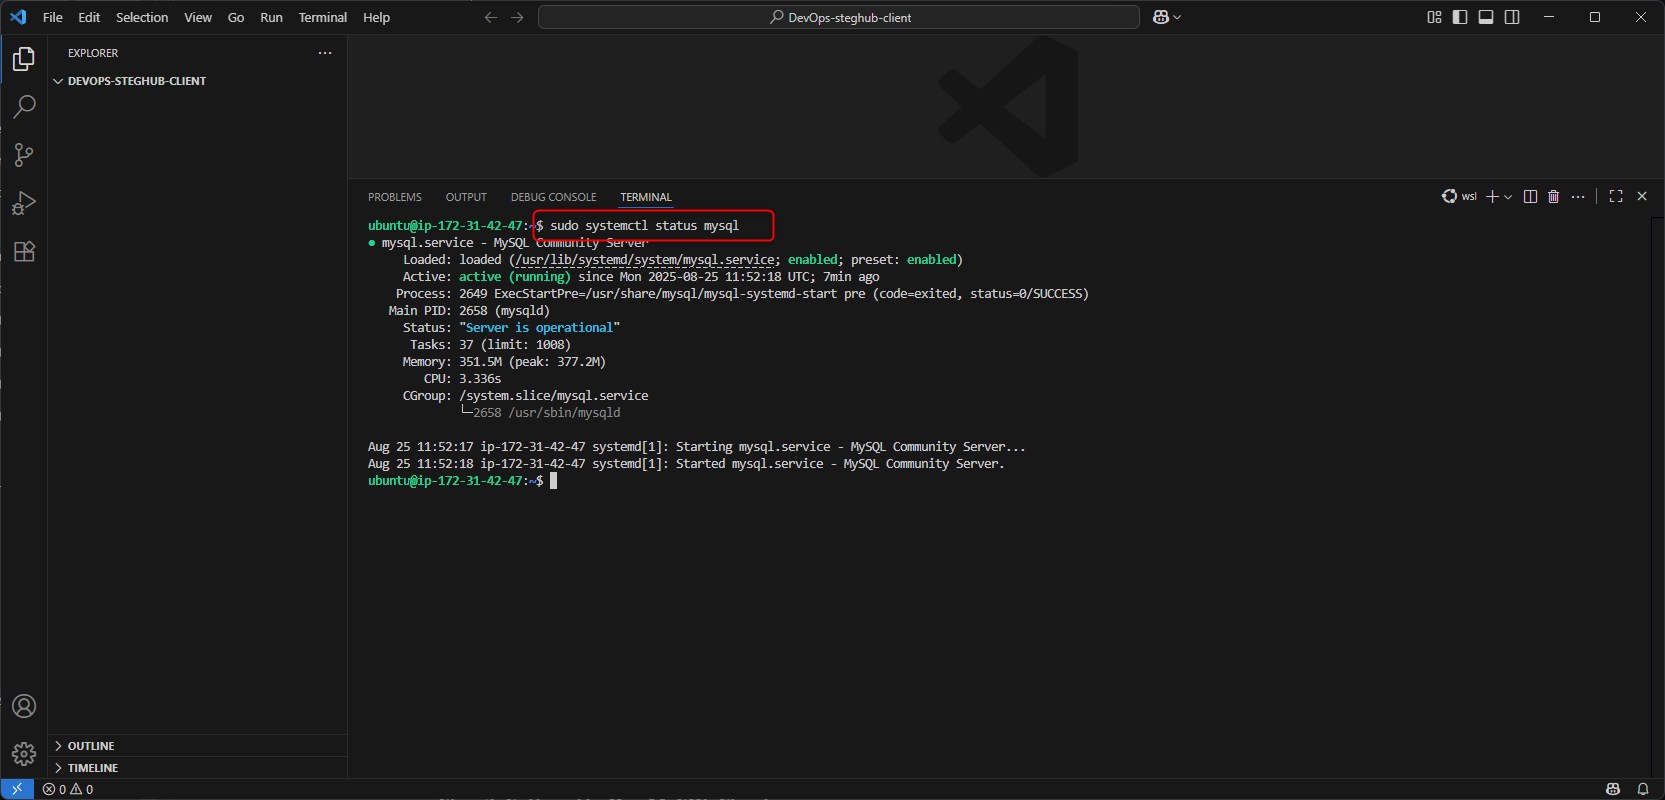 File Edit Selection View Go Run Terminal Help DevOps-steghub-client
EXPLORER
DEVOPS-STEGHUB-CLIENT
PROBLEMS OUTPUT DEBUG CONSOLE TERMINAL wsl
ubuntu@ip-172-31-42-47:~$ sudo systemctl status mysql
● mysql.service - MySQL Community Server
Loaded: loaded (/usr/lib/systemd/system/mysql.service; enabled; preset: enabled)
Active: active (running) since Mon 2025-08-25 11:52:18 UTC; 7min ago
Process: 2649 ExecStartPre=/usr/share/mysql/mysql-systemd-start pre (code=exited, status=0/SUCCESS)
Main PID: 2658 (mysqld)
Status: "Server is operational"
Tasks: 37 (limit: 1008)
Memory: 351.5M (peak: 377.2M)
CPU: 3.336s
CGroup: /system.slice/mysql.service
└─2658 /usr/sbin/mysqld
Aug 25 11:52:17 ip-172-31-42-47 systemd[1]: Starting mysql.service - MySQL Community Server...
Aug 25 11:52:18 ip-172-31-42-47 systemd[1]: Started mysql.service - MySQL Community Server.
ubuntu@ip-172-31-42-47:~$
OUTLINE
TIMELINE
0 0